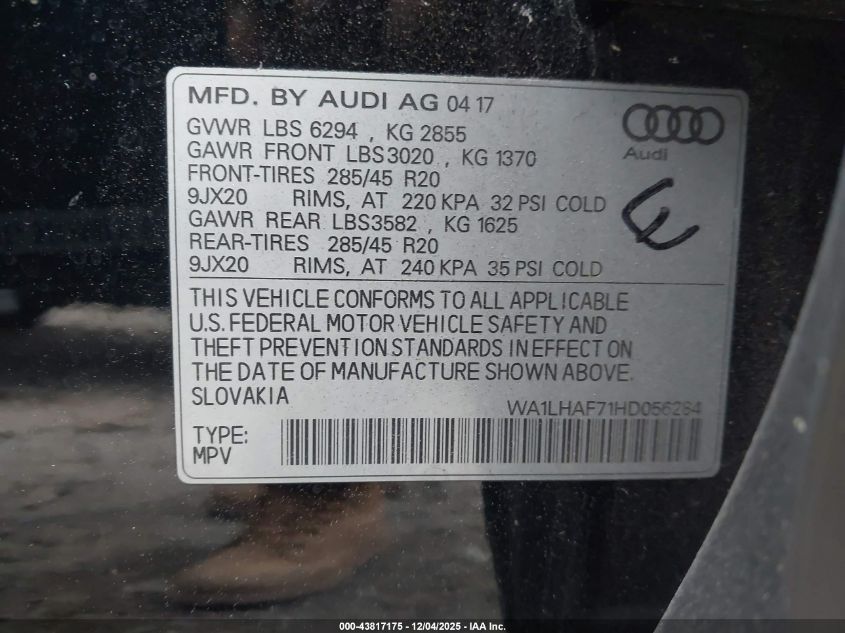 MFD. BY AUDI AG 04 17
GVWR LBS 6294 , KG 2855
GAWR FRONT LBS3020 , KG 1370
FRONT-TIRES 285/45 R20
9JX20 RIMS, AT 220 KPA 32 PSI COLD
GAWR REAR LBS3582 , KG 1625
REAR-TIRES 285/45 R20
9JX20 RIMS, AT 240 KPA 35 PSI COLD
Audi
THIS VEHICLE CONFORMS TO ALL APPLICABLE
U.S. FEDERAL MOTOR VEHICLE SAFETY AND
THEFT PREVENTION STANDARDS IN EFFECT ON
THE DATE OF MANUFACTURE SHOWN ABOVE.
SLOVAKIA
WA1LHAF71HD056284
TYPE:
MPV
000-43817175 - 12/04/2025 - IAA Inc.